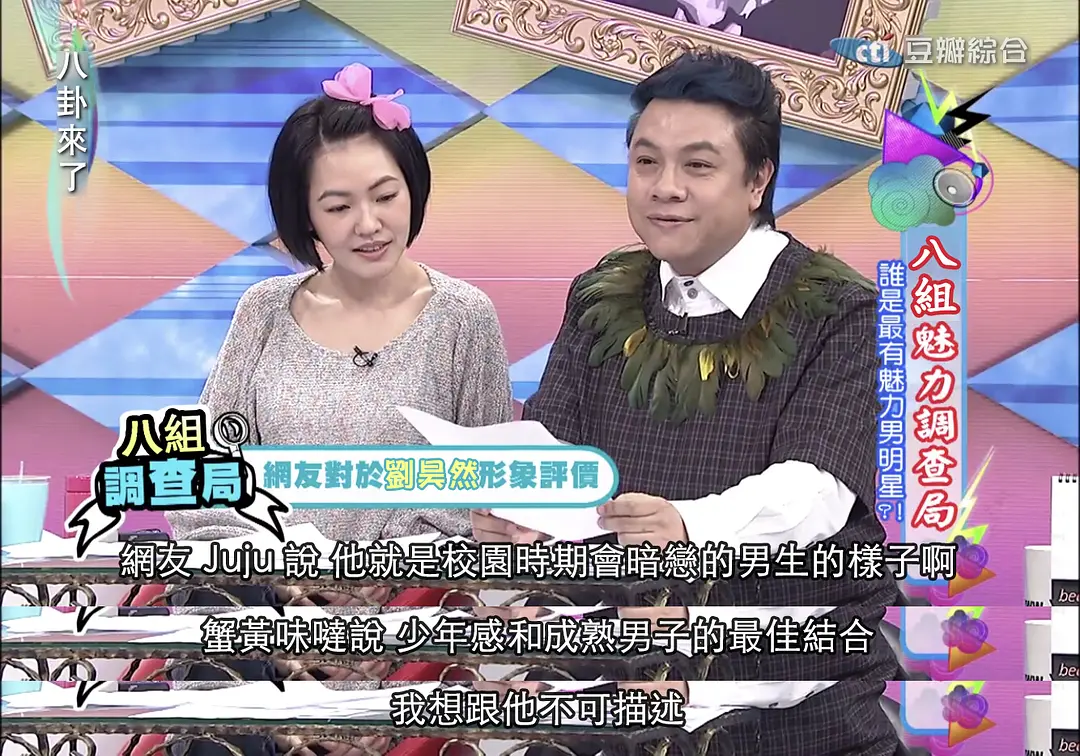 八卦來了
cti 豆瓣綜合
八組魅力調查局
誰是最有魅力男明星?!
八組
調查局
網友對於劉昊然形象評價
網友 Juju 說 他就是校園時期會暗戀的男生的樣子啊
蟹黃味噠說 少年感和成熟男子的最佳結合
我想跟他不可描述